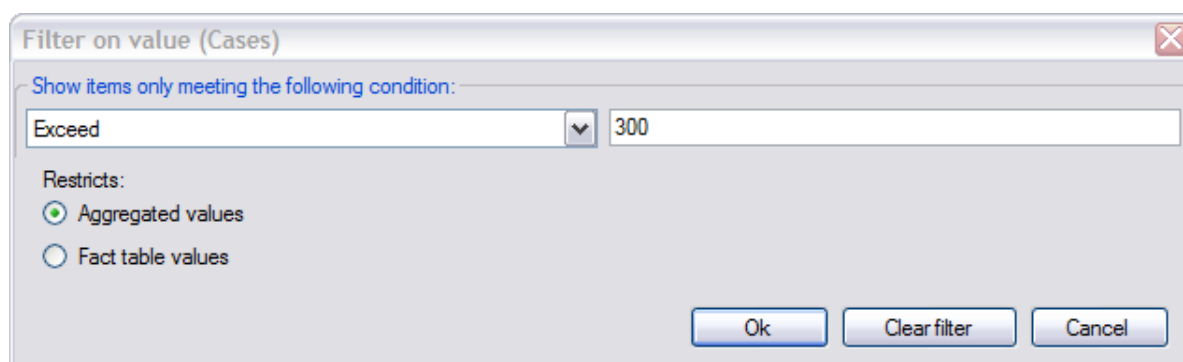 Filter on value (Cases)
Show items only meeting the following condition:
Exceed 300
Restricts:
Aggregated values
Fact table values
Ok Clear filter Cancel